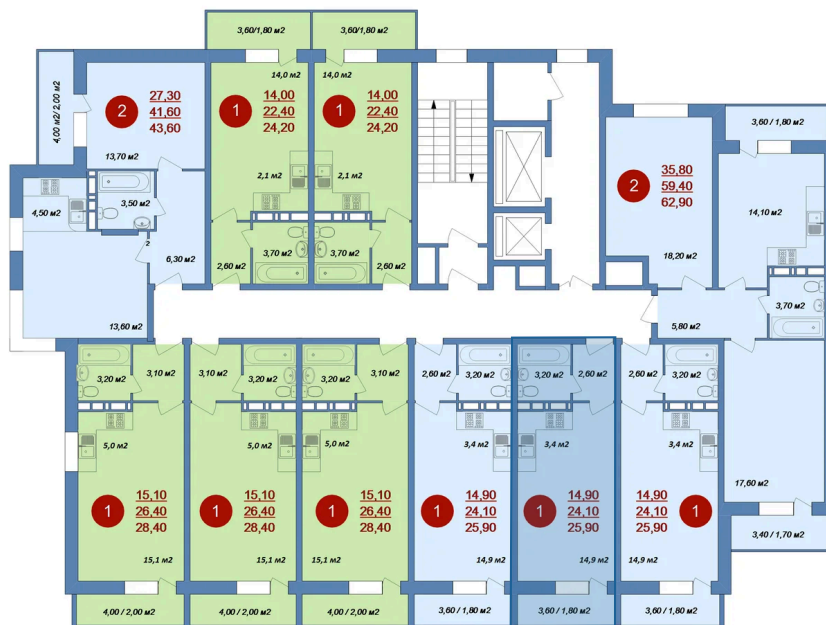 3,60/1,80 м2
3,60/1,80 м2
4,00 м2/ 2,00 м2
2
27,30
41,60
43,60
13,70 м2
14,0 м2
1
14,00
22,40
24,20
2,1 м2
14,0 м2
1
14,00
22,40
24,20
2,1 м2
3,60 / 1,80 м2
2
35,80
59,40
62,90
18,20 м2
14,10 м2
4,50 м2
3,50 м2
2
6,30 м2
13,60 м2
2,60 м2
3,70 м2
3,70 м2
2,60 м2
5,80 м2
3,70 м2
3,20 м2
3,10 м2
3,10 м2
3,20 м2
3,20 м2
3,10 м2
2,60 м2
3,20 м2
3,20 м2
2,60 м2
2,60 м2
3,20 м2
5,0 м2
5,0 м2
5,0 м2
3,4 м2
3,4 м2
3,4 м2
17,60 м2
1
15,10
26,40
28,40
15,1 м2
1
15,10
26,40
28,40
15,1 м2
1
15,10
26,40
28,40
15,1 м2
1
14,90
24,10
25,90
14,9 м2
1
14,90
24,10
25,90
14,9 м2
14,90
24,10
25,90
1
14,9 м2
3,40 / 1,70 м2
4,00 / 2,00 м2
4,00 / 2,00 м2
4,00 / 2,00 м2
3,60 / 1,80 м2
3,60 / 1,80 м2
3,60 / 1,80 м2